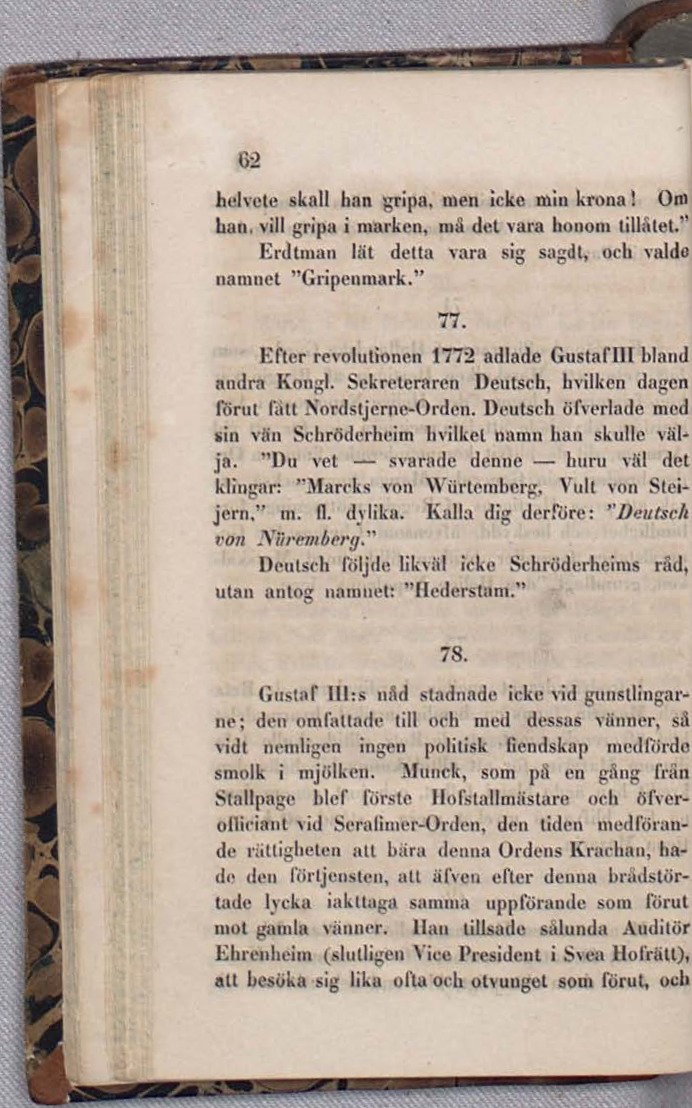 62
helvete skall han gripa, men icke min krona! Om
han vill gripa i marken, må det vara honom tillåtet."
Erdtman lät detta vara sig sagdt, och valde
namnet "Gripenmark."
77.
Efter revolutionen 1772 adlade Gustaf III bland
andra Kongl. Sekreteraren Deutsch, hvilken dagen
förut fått Nordstjerne-Orden. Deutsch öfverlade med
sin vän Schröderheim hvilket namn han skulle väl-
ja. "Du vet — svarade denne — huru väl det
klingar: "Marcks von Würtemberg, Vult von Stei-
jern," m. fl. dylika. Kalla dig derföre: "Deutsch
von Nüremberg."
Deutsch följde likväl icke Schröderheims råd,
utan antog namnet: "Hederstam."
78.
Gustaf III:s nåd stadnade icke vid gunstlingar-
ne; den omfattade till och med dessas vänner, så
vidt nemligen ingen politisk fiendskap medförde
smolk i mjölken. Munck, som på en gång från
Stallpage blef förste Hofstallmästare och öfver-
officiant vid Serafimer-Orden, den tiden medföran-
de rättigheten att bära denna Ordens Krachan, ha-
de den förtjensten, att äfven efter denna brådstör-
tade lycka iakttaga samma uppförande som förut
mot gamla vänner. Han tillsade sålunda Auditör
Ehrenheim (slutligen Vice President i Svea Hofrätt),
att besöka sig lika ofta och otvunget som förut, och